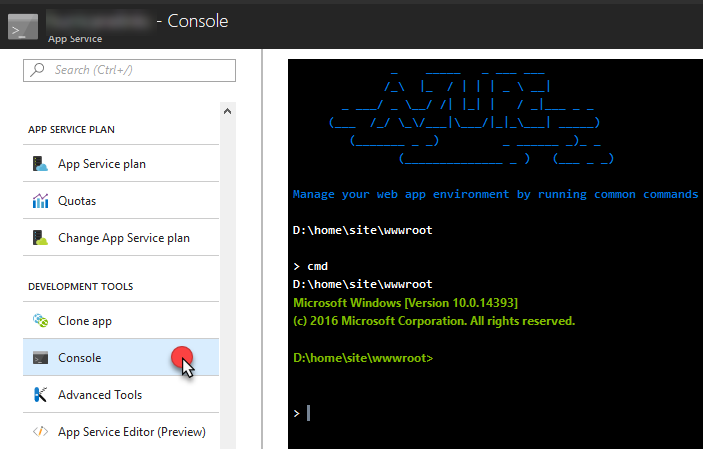 - Console
App Service
Search (Ctrl+/)
APP SERVICE PLAN
App Service plan
Quotas
Change App Service plan
DEVELOPMENT TOOLS
Clone app
Console
Advanced Tools
App Service Editor (Preview)
AZURE
Manage your web app environment by running common commands
D:\home\site\wwwroot
> cmd
D:\home\site\wwwroot
Microsoft Windows [Version 10.0.14393]
(c) 2016 Microsoft Corporation. All rights reserved.
D:\home\site\wwwroot>
>